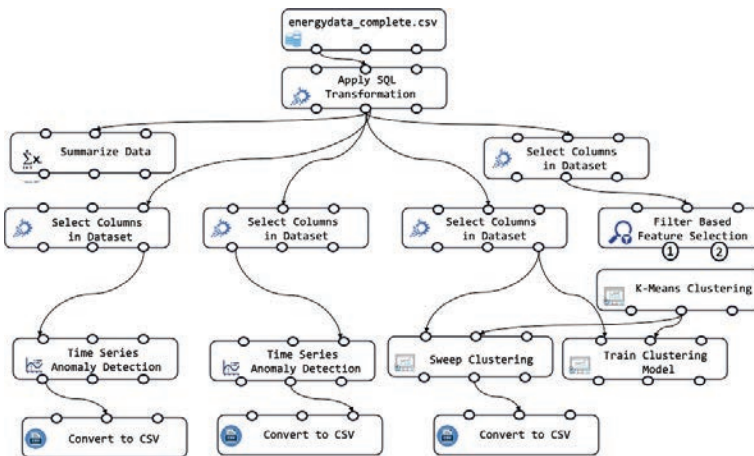 energydata_complete.csv
Apply SQL
Transformation
Σx
Summarize Data
Select Columns
in Dataset
Select Columns
in Dataset
Select Columns
in Dataset
Select Columns
in Dataset
Filter Based
Feature Selection
1 2
K-Means Clustering
Time Series
Anomaly Detection
Time Series
Anomaly Detection
Sweep Clustering
Train Clustering
Model
Convert to CSV
Convert to CSV
Convert to CSV